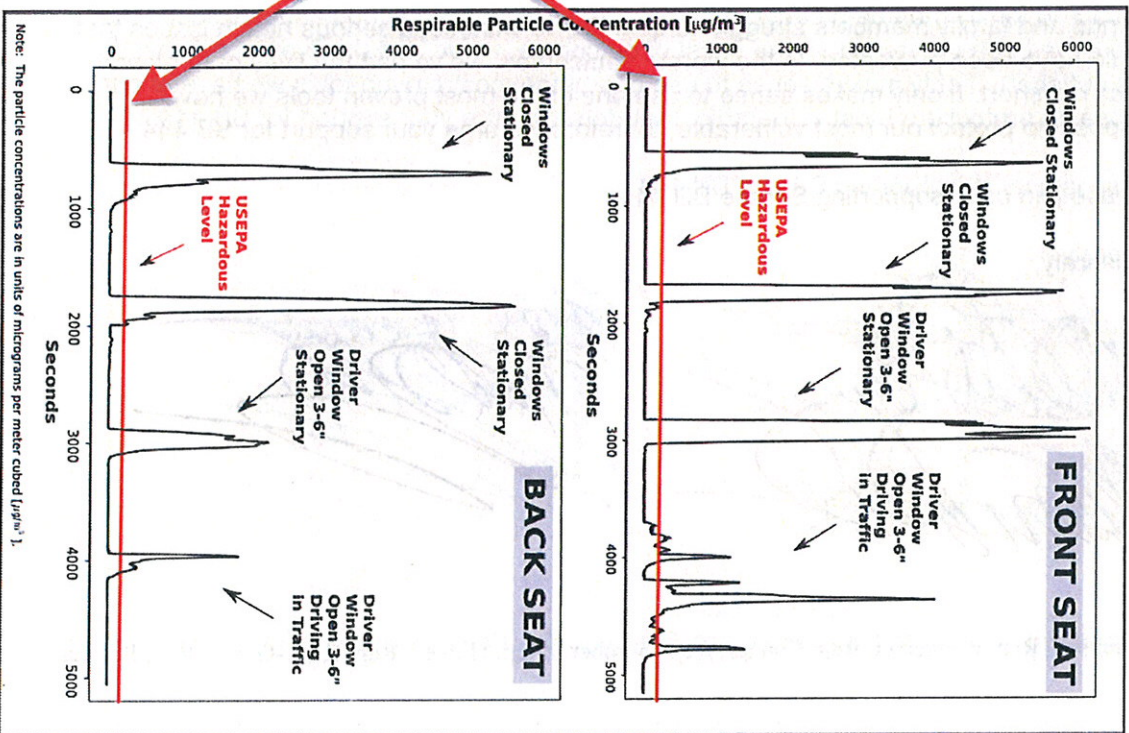 Respirable Particle Concentration [µg/m³]
FRONT SEAT
6000
5000
4000
3000
2000
1000
0
Windows
Closed Stationary
Windows
Closed
Stationary
Driver
Window
Open 3-6"
Stationary
Driver
Window
Open 3-6"
Driving
in Traffic
USEPA
Hazardous
Level
0
1000
2000
3000
4000
5000
Seconds
BACK SEAT
6000
5000
4000
3000
2000
1000
0
Windows
Closed
Stationary
Windows
Closed
Stationary
Driver
Window
Open 3-6"
Stationary
Driver
Window
Open 3-6"
Driving
in Traffic
USEPA
Hazardous
Level
0
1000
2000
3000
4000
5000
Seconds
Note: The particle concentrations are in units of micrograms per meter cubed [µg/m³].